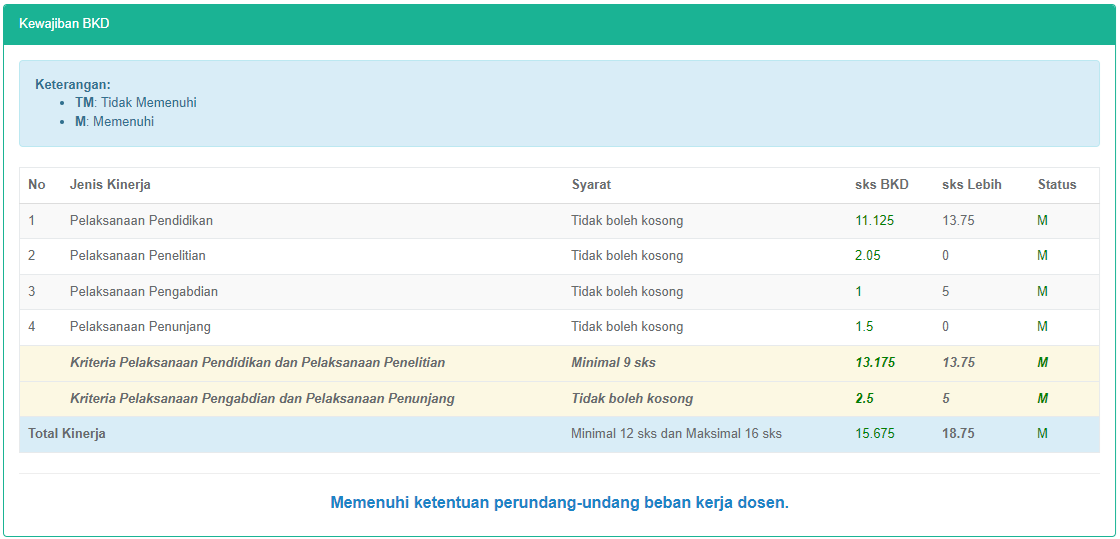 Kewajiban BKD
Keterangan:
• TM: Tidak Memenuhi
• M: Memenuhi
No Jenis Kinerja Syarat sks BKD sks Lebih Status
1 Pelaksanaan Pendidikan Tidak boleh kosong 11.125 13.75 M
2 Pelaksanaan Penelitian Tidak boleh kosong 2.05 0 M
3 Pelaksanaan Pengabdian Tidak boleh kosong 1 5 M
4 Pelaksanaan Penunjang Tidak boleh kosong 1.5 0 M
Kriteria Pelaksanaan Pendidikan dan Pelaksanaan Penelitian Minimal 9 sks 13.175 13.75 M
Kriteria Pelaksanaan Pengabdian dan Pelaksanaan Penunjang Tidak boleh kosong 2.5 5 M
Total Kinerja Minimal 12 sks dan Maksimal 16 sks 15.675 18.75 M
Memenuhi ketentuan perundang-undang beban kerja dosen.